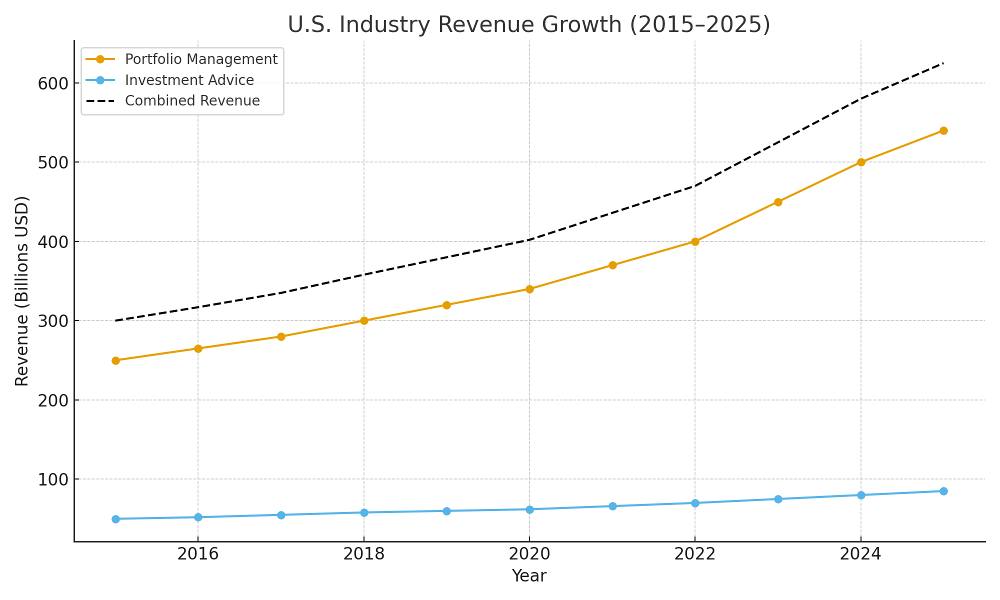 U.S. Industry Revenue Growth (2015–2025)
Portfolio Management
Investment Advice
Combined Revenue
600
500
400
300
200
100
Revenue (Billions USD)
2016
2018
2020
2022
2024
Year